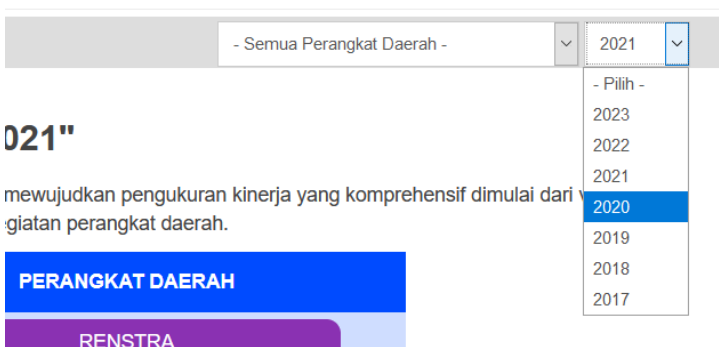 - Semua Perangkat Daerah -
2021
- Pilih -
2023
2022
2021
2020
2019
2018
2017
021"
mewujudkan pengukuran kinerja yang komprehensif dimulai dari
giatan perangkat daerah.
PERANGKAT DAERAH
RENSTRA